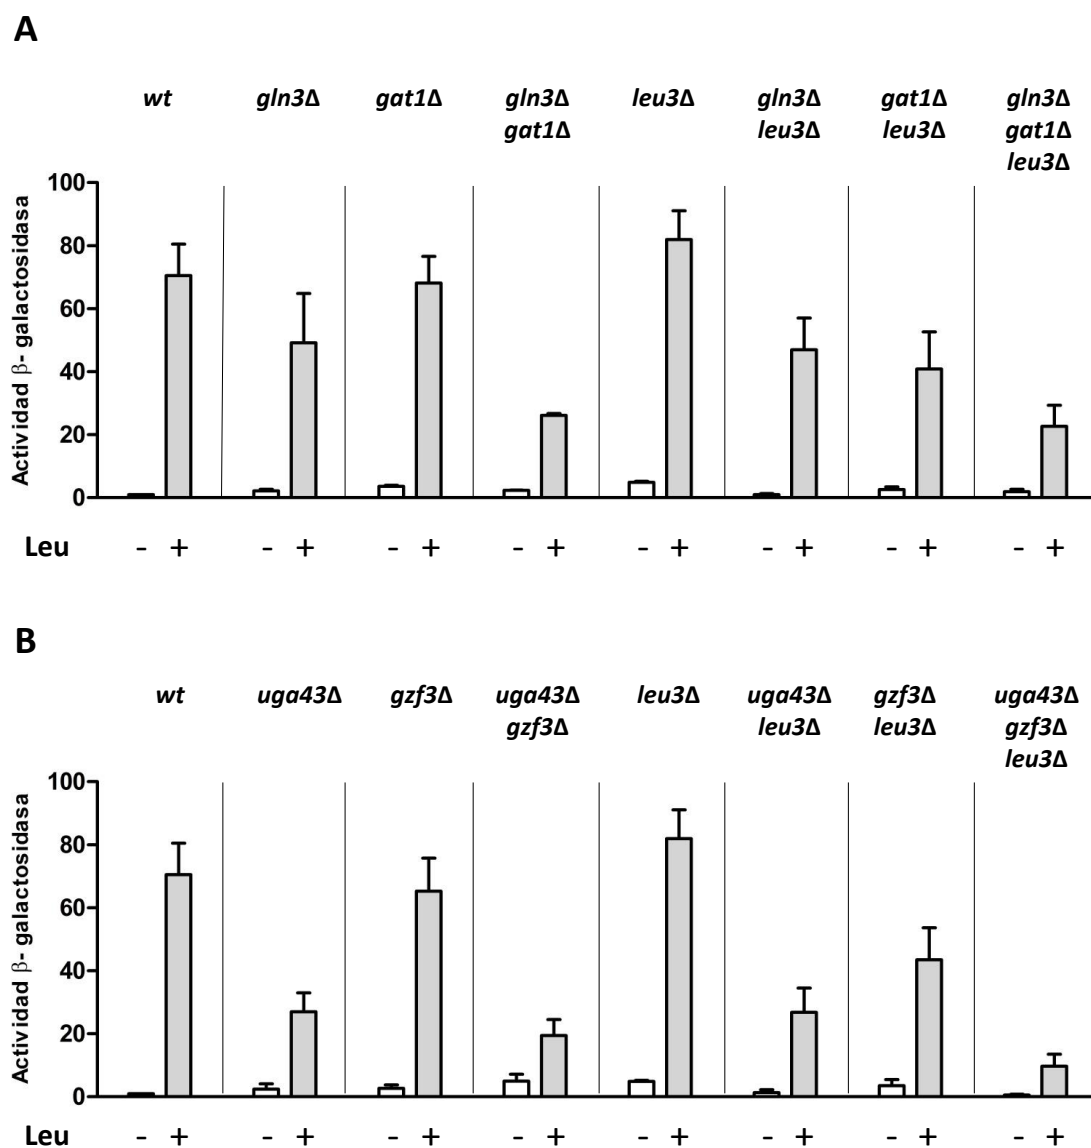 A
wt gln3Δ gat1Δ gln3Δ leu3Δ gln3Δ gat1Δ gln3Δ
gat1Δ leu3Δ leu3Δ gat1Δ
leu3Δ
Actividad β- galactosidasa
100
80
60
40
20
0
Leu - + - + - + - + - + - + - + - +
B
wt uga43Δ gzf3Δ uga43Δ leu3Δ uga43Δ gzf3Δ uga43Δ
gzf3Δ leu3Δ leu3Δ gzf3Δ
leu3Δ
Actividad β- galactosidasa
100
80
60
40
20
0
Leu - + - + - + - + - + - + - + - +